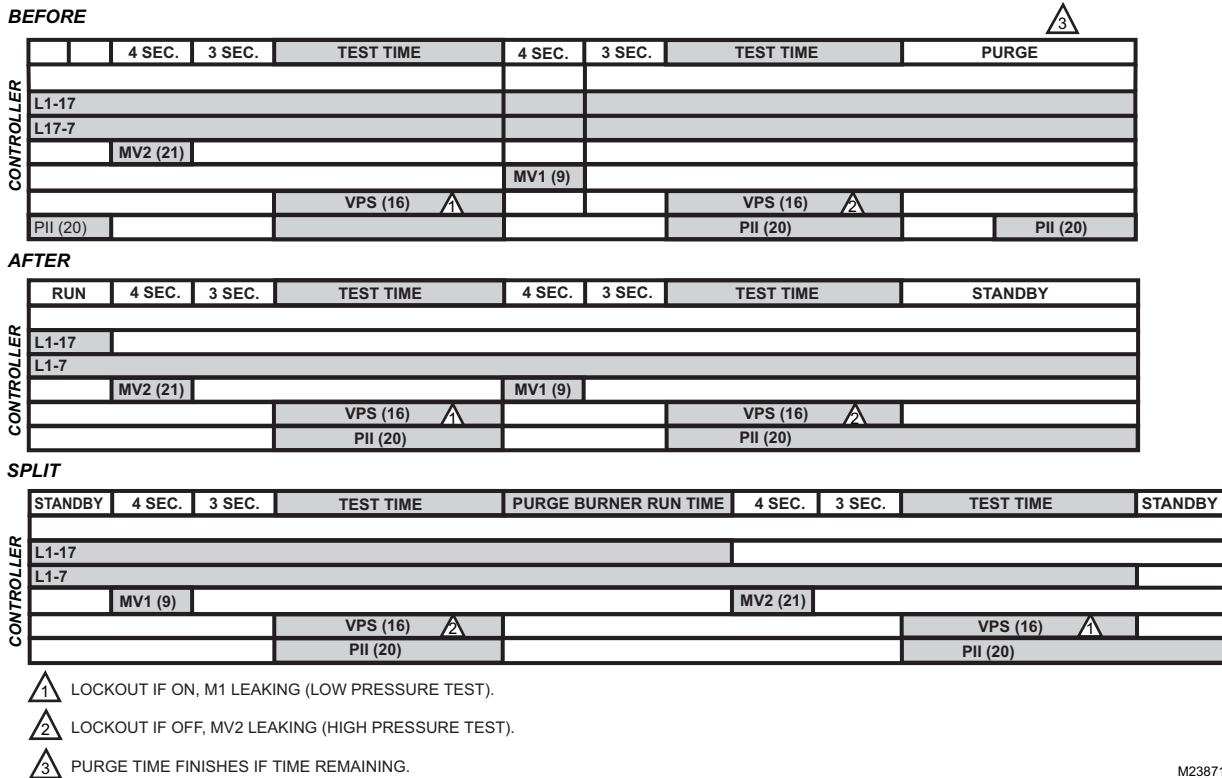 BEFORE
3
4 SEC. 3 SEC. TEST TIME 4 SEC. 3 SEC. TEST TIME PURGE
CONTROLLER
L1-17
L17-7
MV2 (21)
MV1 (9)
VPS (16) 1 VPS (16) 2
PII (20) PII (20) PII (20)
AFTER
RUN 4 SEC. 3 SEC. TEST TIME 4 SEC. 3 SEC. TEST TIME STANDBY
CONTROLLER
L1-17
L1-7
MV2 (21) MV1 (9)
VPS (16) 1 VPS (16) 2
PII (20) PII (20)
SPLIT
STANDBY 4 SEC. 3 SEC. TEST TIME PURGE BURNER RUN TIME 4 SEC. 3 SEC. TEST TIME STANDBY
CONTROLLER
L1-17
L1-7
MV1 (9) MV2 (21)
VPS (16) 2 VPS (16) 1
PII (20) PII (20)
1 LOCKOUT IF ON, M1 LEAKING (LOW PRESSURE TEST).
2 LOCKOUT IF OFF, MV2 LEAKING (HIGH PRESSURE TEST).
3 PURGE TIME FINISHES IF TIME REMAINING.
M23871